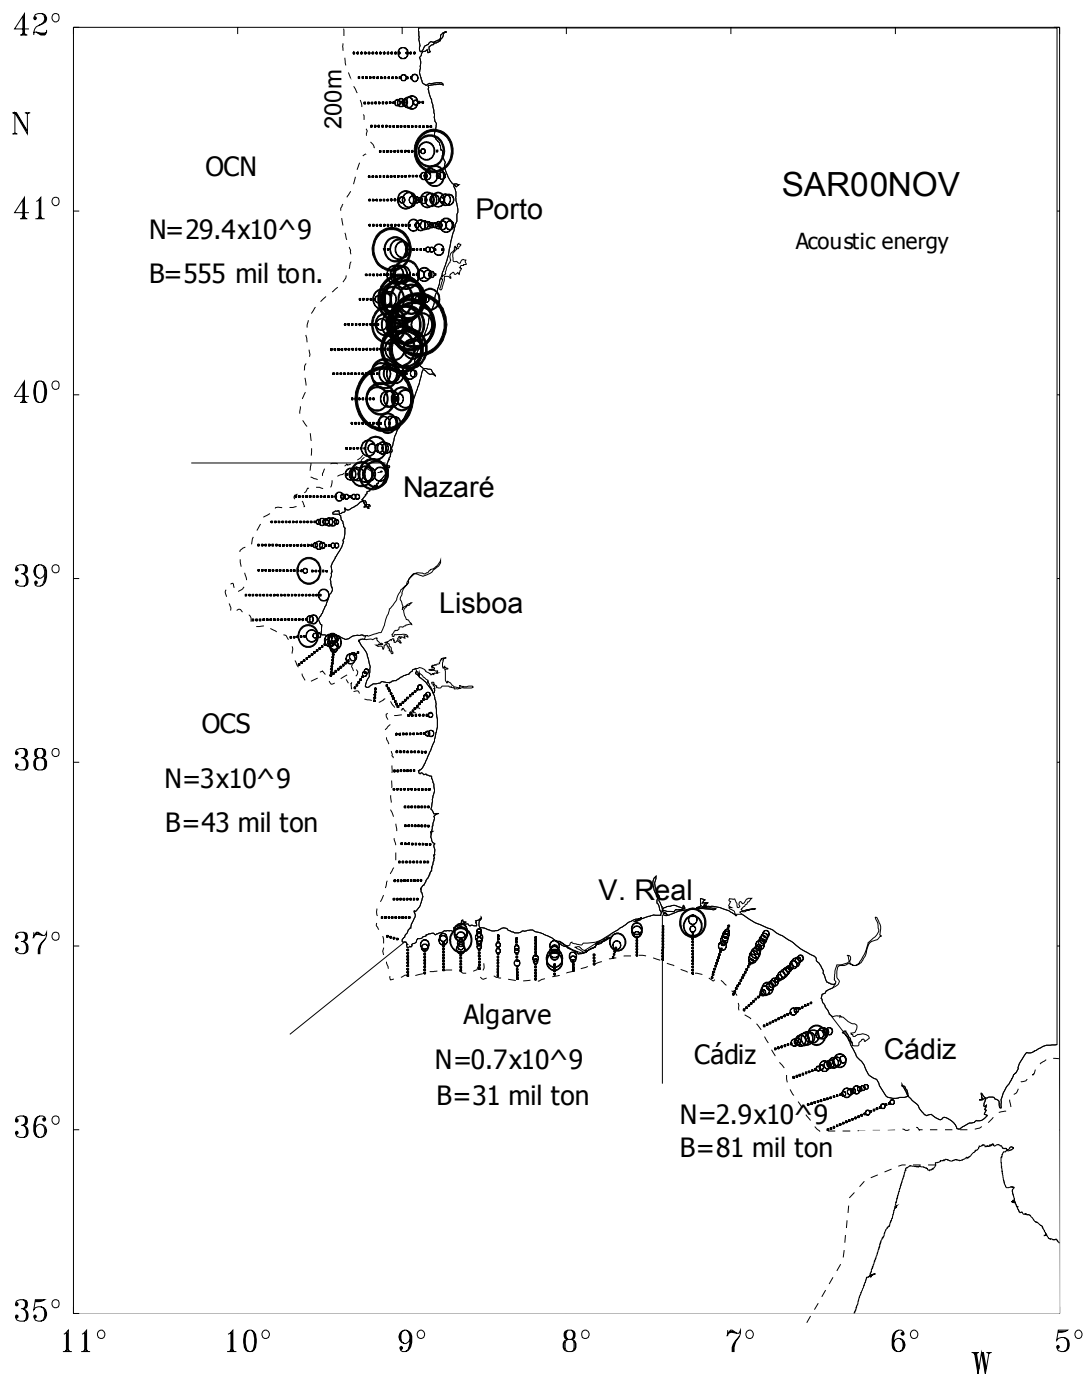 42°
N
200m
OCN
SAR00NOV
N=29.4x10^9
Acoustic energy
B=555 mil ton.
Porto
41°
40°
Nazaré
39°
Lisboa
OCS
38°
N=3x10^9
B=43 mil ton
V. Real
37°
Algarve
N=0.7x10^9
B=31 mil ton
Cádiz
Cádiz
N=2.9x10^9
B=81 mil ton
36°
35°
11° 10° 9° 8° 7° 6° 5°
W